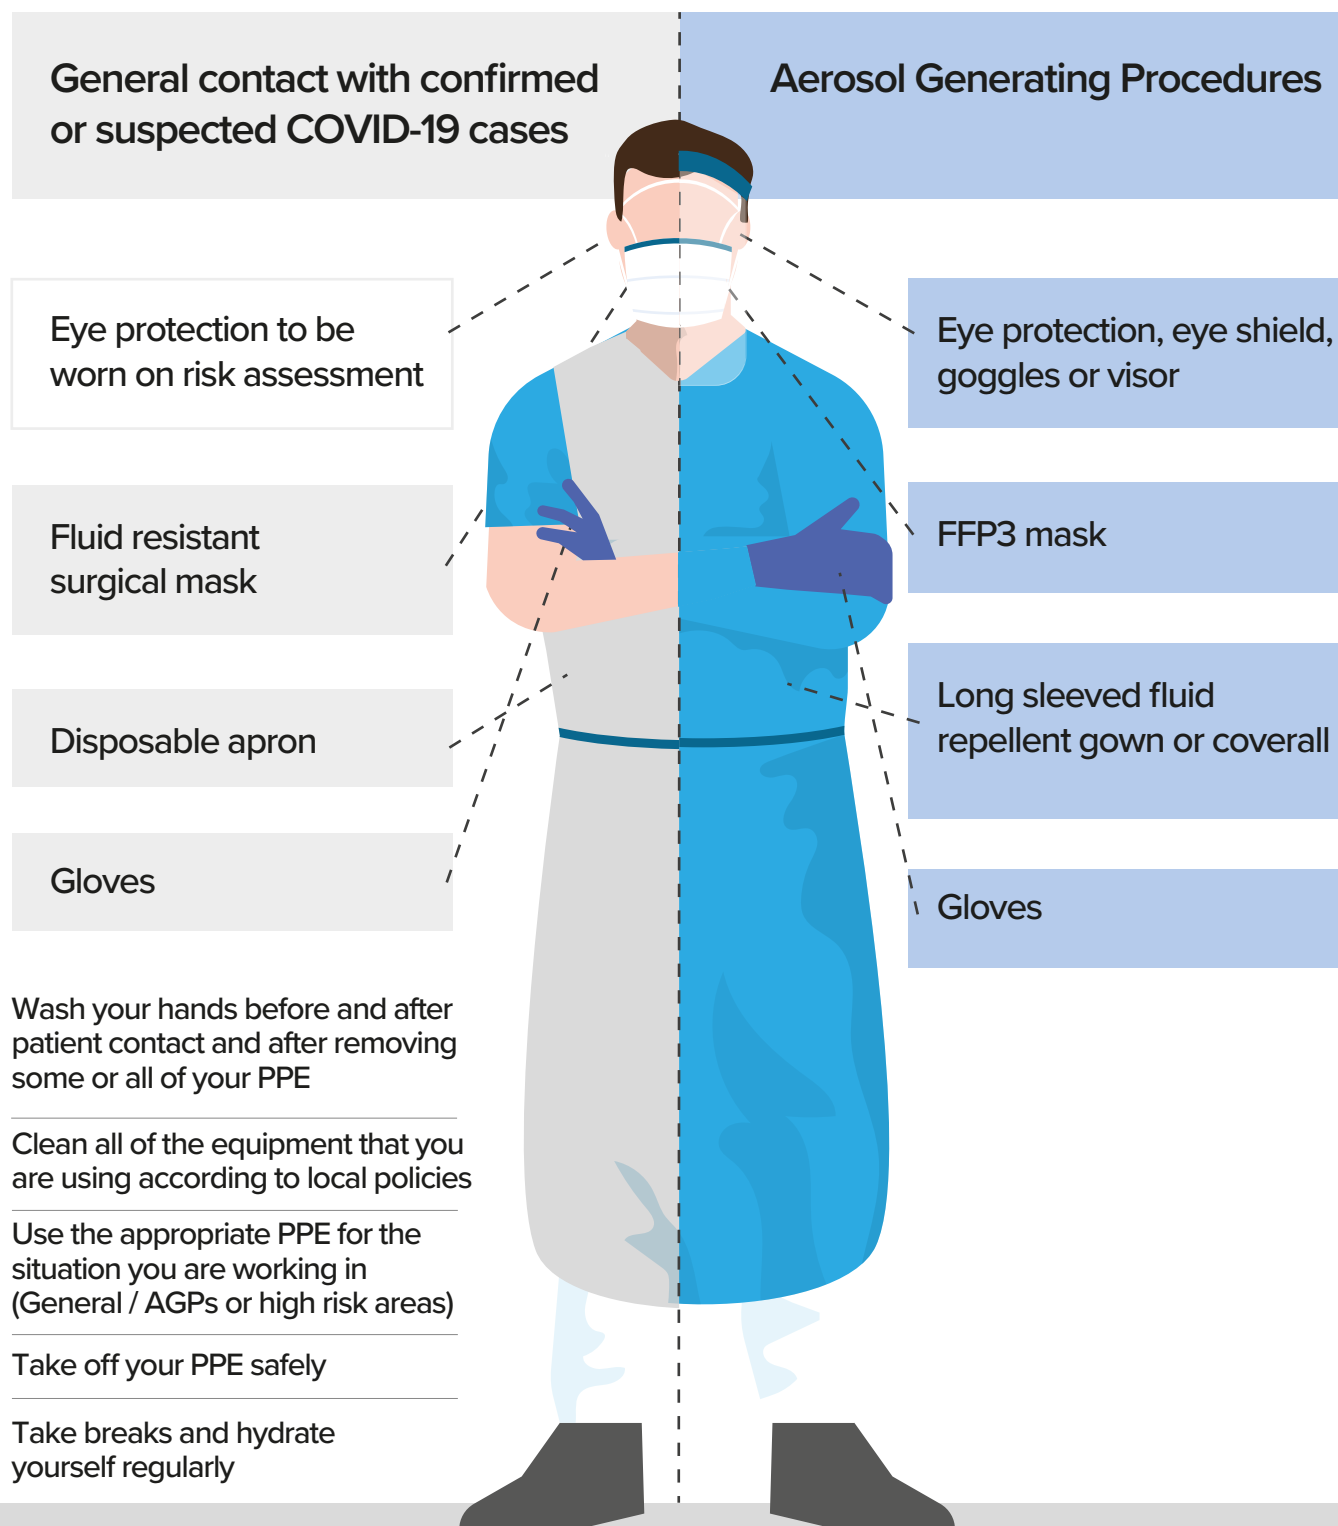 General contact with confirmed
or suspected COVID-19 cases
Aerosol Generating Procedures
Eye protection to be
worn on risk assessment
Fluid resistant
surgical mask
Disposable apron
Gloves
Eye protection, eye shield,
goggles or visor
FFP3 mask
Long sleeved fluid
repellent gown or coverall
Gloves
Wash your hands before and after
patient contact and after removing
some or all of your PPE
Clean all of the equipment that you
are using according to local policies
Use the appropriate PPE for the
situation you are working in
(General / AGPs or high risk areas)
Take off your PPE safely
Take breaks and hydrate
yourself regularly